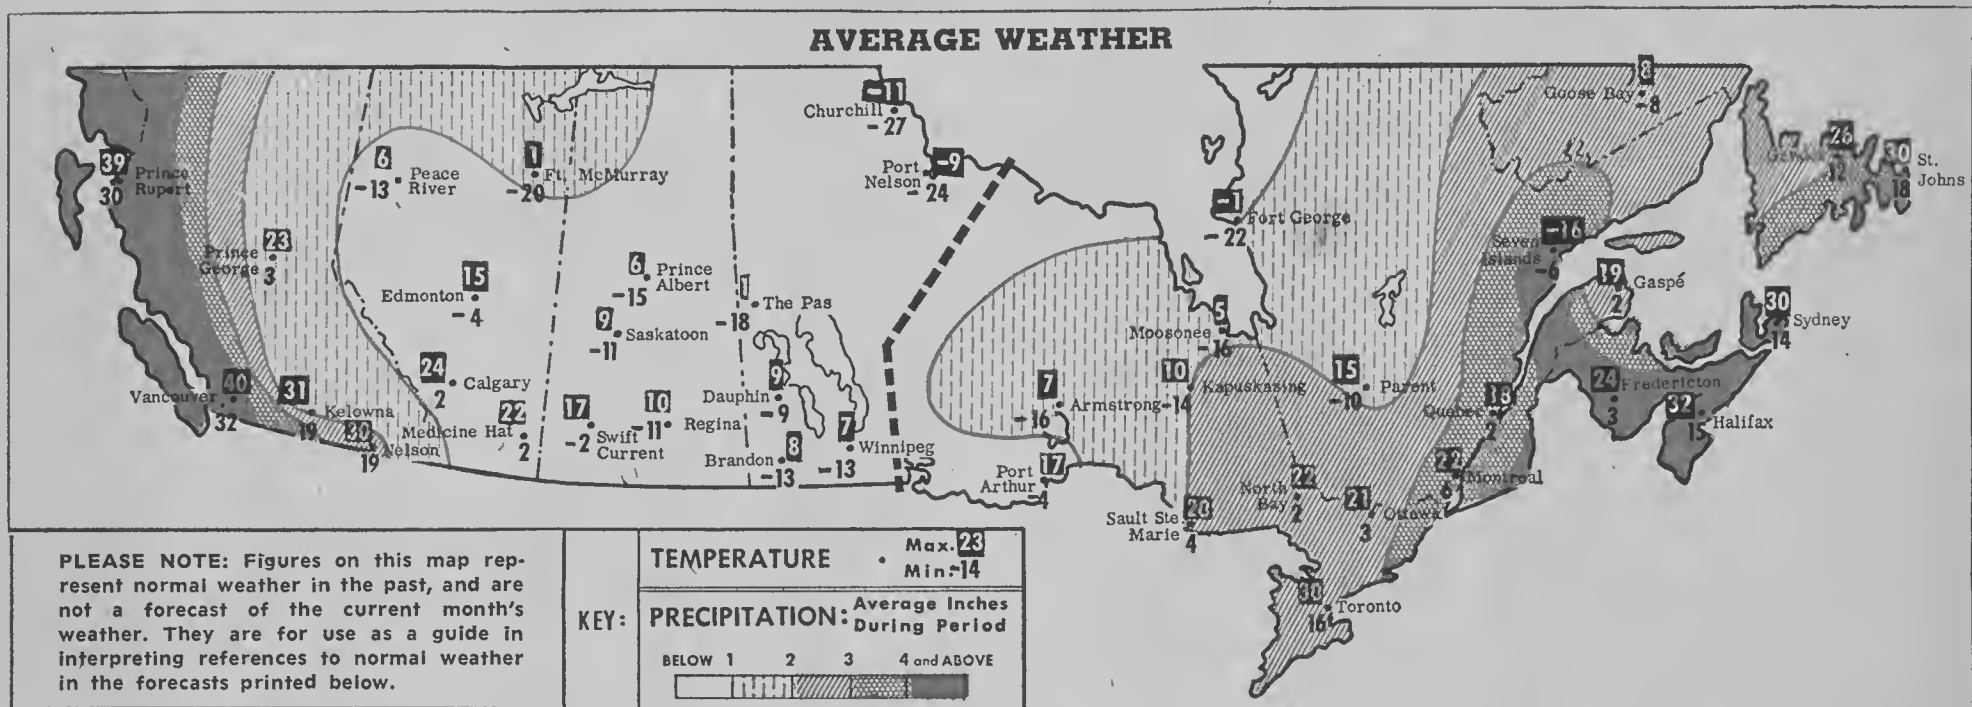 AVERAGE WEATHER
39
Prince
Rupert
30
6
Peace
River
-13
1
Ft. McMurray
-20
-11
Churchill
-27
-9
Port
Nelson
-24
8
Goose Bay
-8
26
12
30
St.
Johns
18
23
Prince
George
3
15
Edmonton
-4
6
Prince
Albert
-15
9
Saskatoon
-11
1
The Pas
-18
-1
Fort George
-22
-16
Seven
Islands
-6
19
Gaspé
2
30
Sydney
14
5
Moosonee
-16
40
Vancouver
32
31
Kelowna
19
30
Nelson
19
24
Calgary
2
22
Medicine Hat
2
17
Swift
Current
-2
10
Regina
-11
9
Dauphin
-9
8
Brandon
-13
7
Winnipeg
-13
7
Armstrong
-16
10
Kapuskasing
-14
15
Parent
-10
18
Quebec
2
24
Fredericton
3
32
Halifax
15
17
Port
Arthur
-4
20
Sault Ste.
Marie
4
22
North
Bay
2
21
Ottawa
3
22
Montreal
6
30
Toronto
16
PLEASE NOTE: Figures on this map rep-
resent normal weather in the past, and are
not a forecast of the current month's
weather. They are for use as a guide in
interpreting references to normal weather
in the forecasts printed below.
KEY:
TEMPERATURE
Max. 23
Min. -14
PRECIPITATION: Average Inches
During Period
BELOW 1 2 3 4 and ABOVE